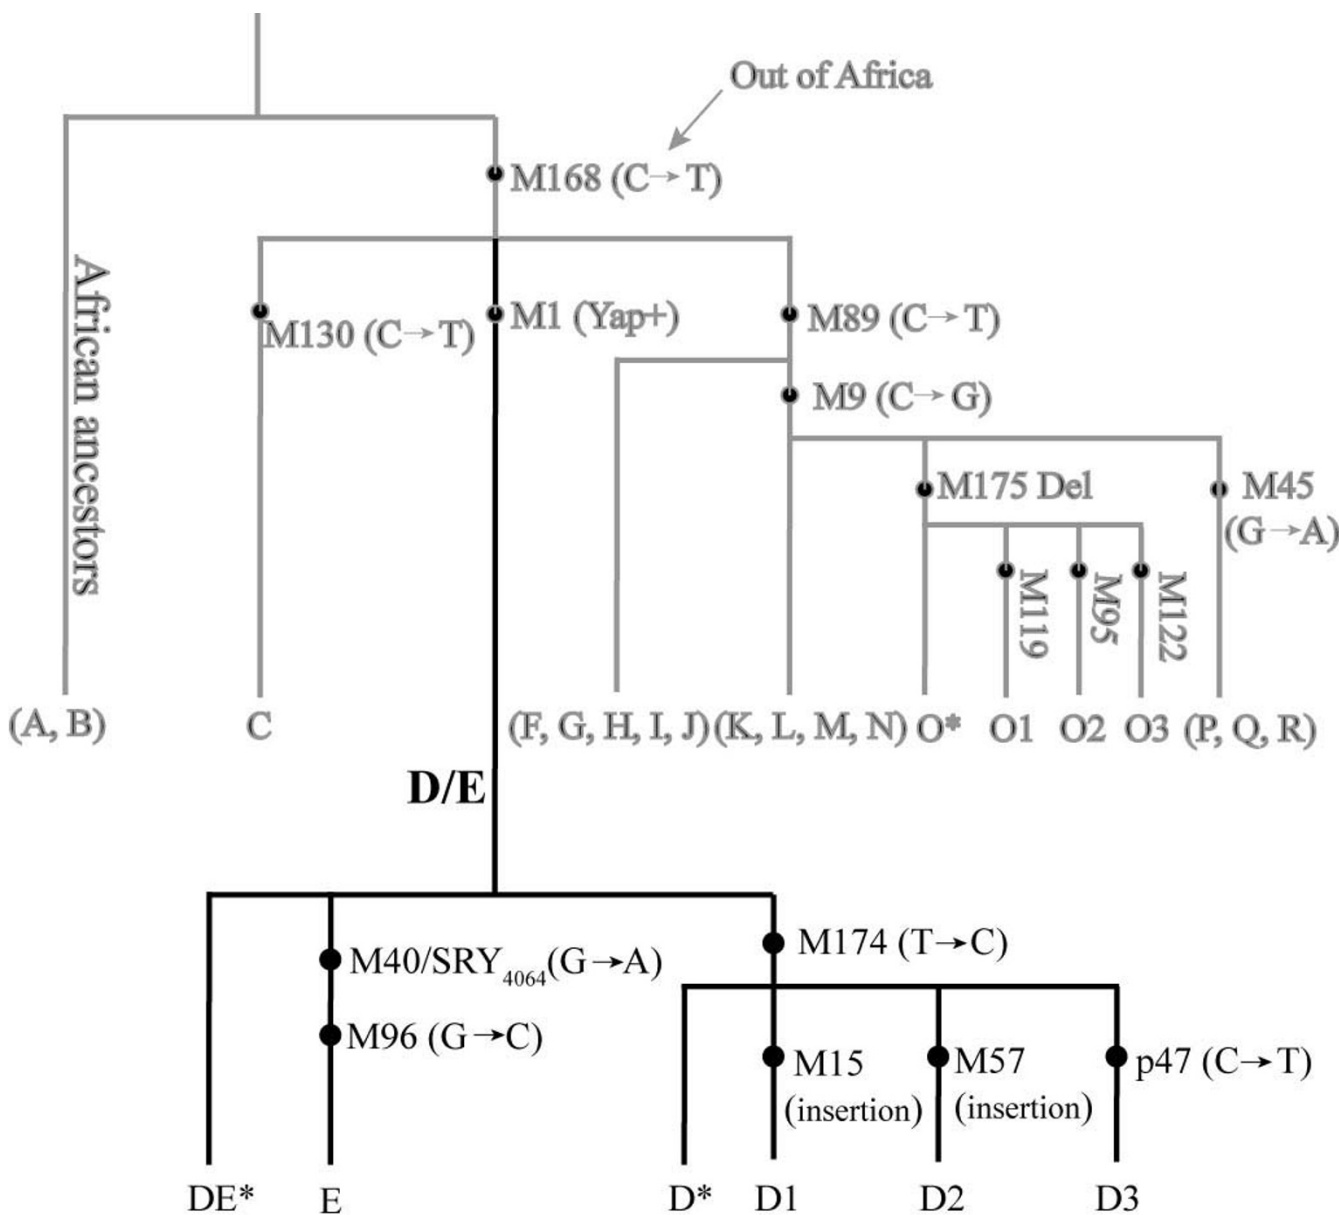 Out of Africa
M168 (C→T)
African ancestors
M130 (C→T)
M1 (Yap+)
M89 (C→T)
M9 (C→G)
M175 Del
M45
(G→A)
M119
M95
M122
(A, B)
C
(F, G, H, I, J)
(K, L, M, N)
O*
O1
O2
O3
(P, Q, R)
D/E
M174 (T→C)
M40/SRY4064(G→A)
M96 (G→C)
M15
(insertion)
M57
(insertion)
p47 (C→T)
DE*
E
D*
D1
D2
D3